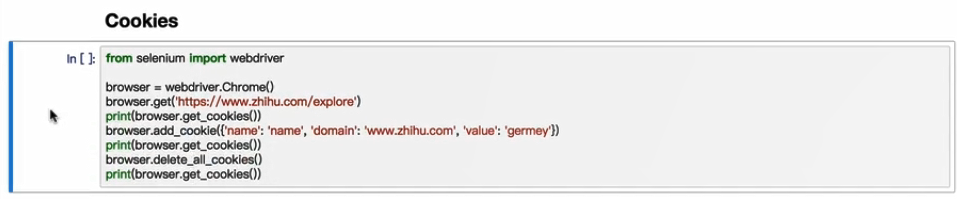 Cookies
In [ ]: from selenium import webdriver
browser = webdriver.Chrome()
browser.get('https://www.zhihu.com/explore')
print(browser.get_cookies())
browser.add_cookie({'name': 'name', 'domain': 'www.zhihu.com', 'value': 'germey'})
print(browser.get_cookies())
browser.delete_all_cookies()
print(browser.get_cookies())